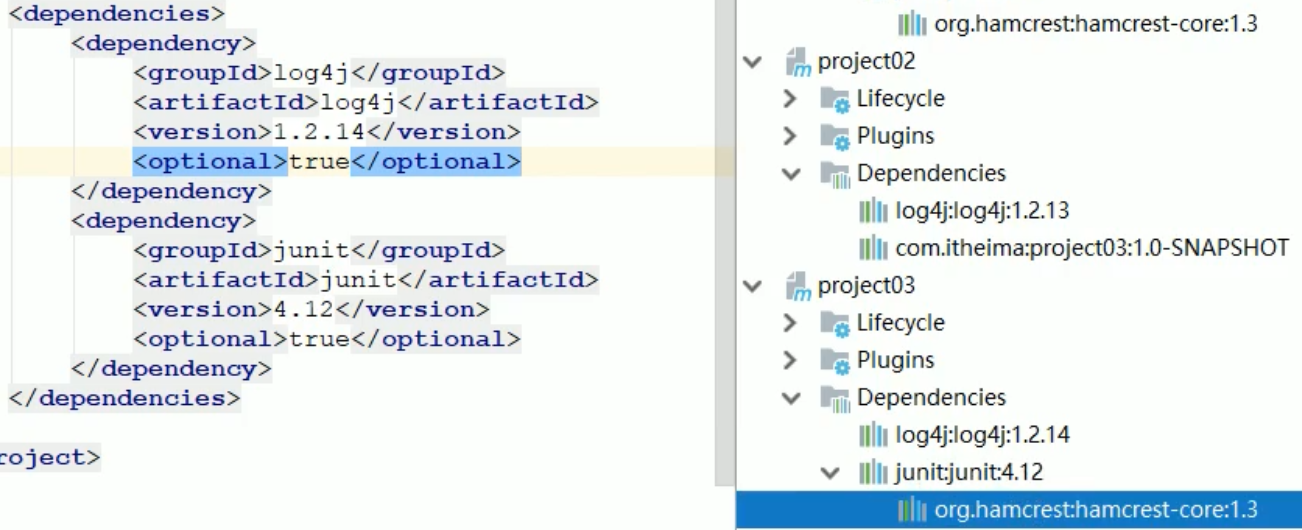 <dependencies>
<dependency>
<groupId>log4j</groupId>
<artifactId>log4j</artifactId>
<version>1.2.14</version>
<optional>true</optional>
</dependency>
<dependency>
<groupId>junit</groupId>
<artifactId>junit</artifactId>
<version>4.12</version>
<optional>true</optional>
</dependency>
</dependencies>
roject>
org.hamcrest:hamcrest-core:1.3
project02
Lifecycle
Plugins
Dependencies
log4j:log4j:1.2.13
com.itheima:project03:1.0-SNAPSHOT
project03
Lifecycle
Plugins
Dependencies
log4j:log4j:1.2.14
junit:junit:4.12
org.hamcrest:hamcrest-core:1.3